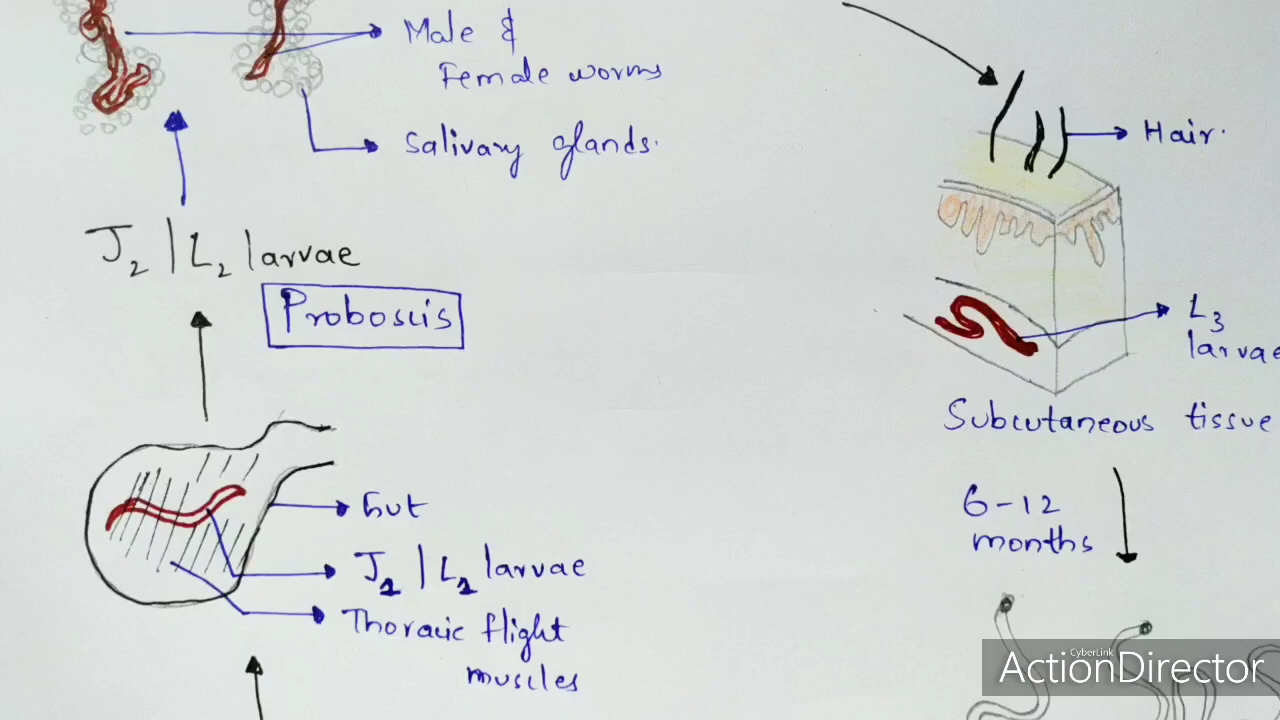 Male &
Female worms
Salivary glands.
J2 | L2 larvae
Proboscis
Gut
J2 | L2 larvae
Thoracic flight
muscles
Hair.
L3
larvae
Subcutaneous tissue
6-12
months
CyberLink
ActionDirector